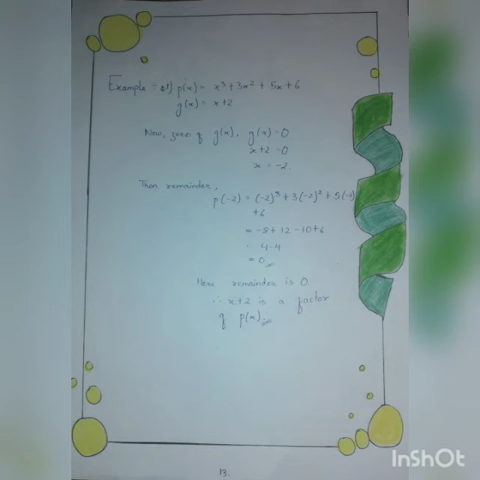 Example :- Q1) p(x) = x³ + 3x² + 5x + 6
g(x) = x+2
Now, zero of g(x), g(x) = 0
x+2 = 0
x = -2.
Then remainder,
p(-2) = (-2)³ + 3(-2)² + 5(-2)
+6
= -8 + 12 - 10 + 6
= 4 - 4
= 0
Here remainder is 0.
∴ x+2 is a factor
of p(x)
13.
InShOt